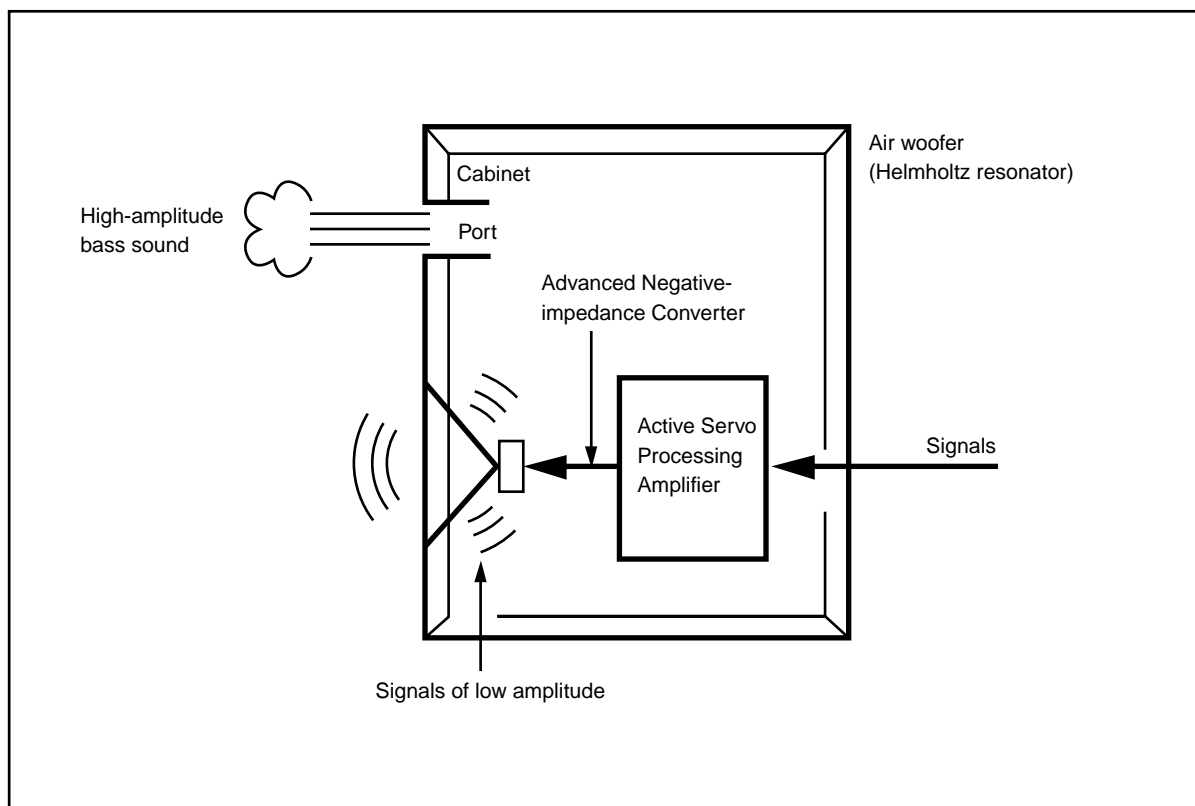 Air woofer
(Helmholtz resonator)
Cabinet
High-amplitude
bass sound
Port
Advanced Negative-
impedance Converter
Active Servo
Processing
Amplifier
Signals
Signals of low amplitude